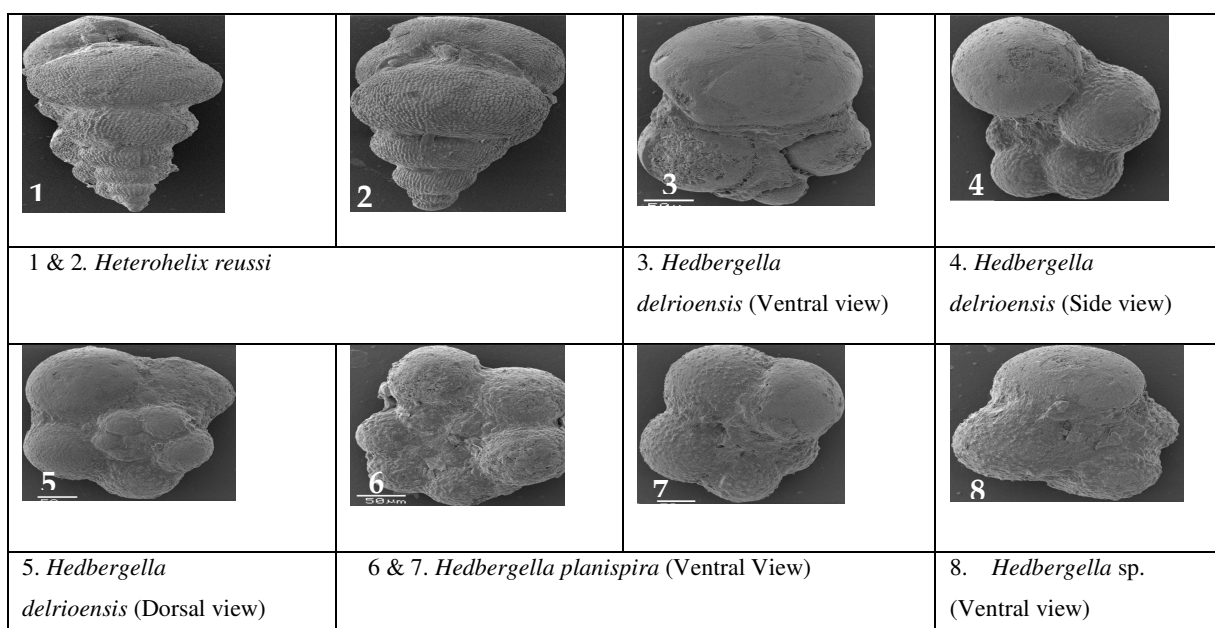 1
2
3
4
1 & 2. Heterohelix reussi
3. Hedbergella
delrioensis (Ventral view)
4. Hedbergella
delrioensis (Side view)
5
6
50µm
7
8
5. Hedbergella
delrioensis (Dorsal view)
6 & 7. Hedbergella planispira (Ventral View)
8. Hedbergella sp.
(Ventral view)